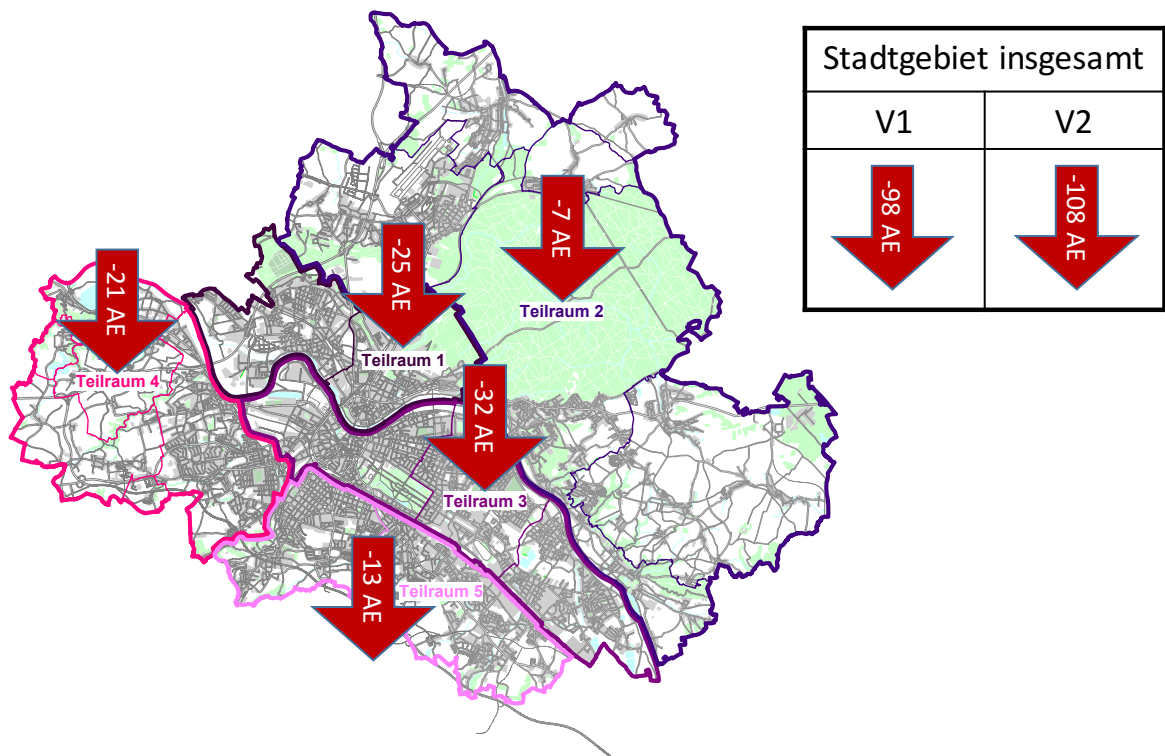 Stadtgebiet insgesamt
V1 V2
-98 AE
-108 AE
-7 AE
Teilraum 2
-25 AE
Teilraum 1
-21 AE
Teilraum 4
-32 AE
Teilraum 3
-13 AE
Teilraum 5